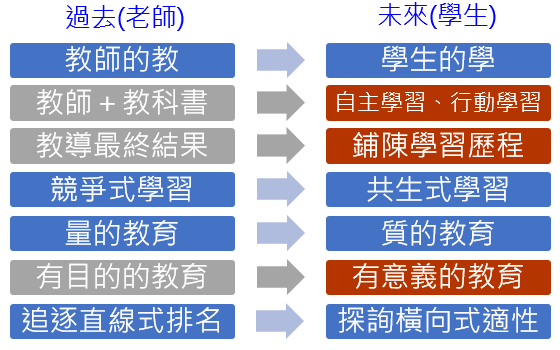 過去(老師) 未來(學生)
教師的教 學生的學
教師＋教科書 自主學習、行動學習
教導最終結果 鋪陳學習歷程
競爭式學習 共生式學習
量的教育 質的教育
有目的的教育 有意義的教育
追逐直線式排名 探詢橫向式適性